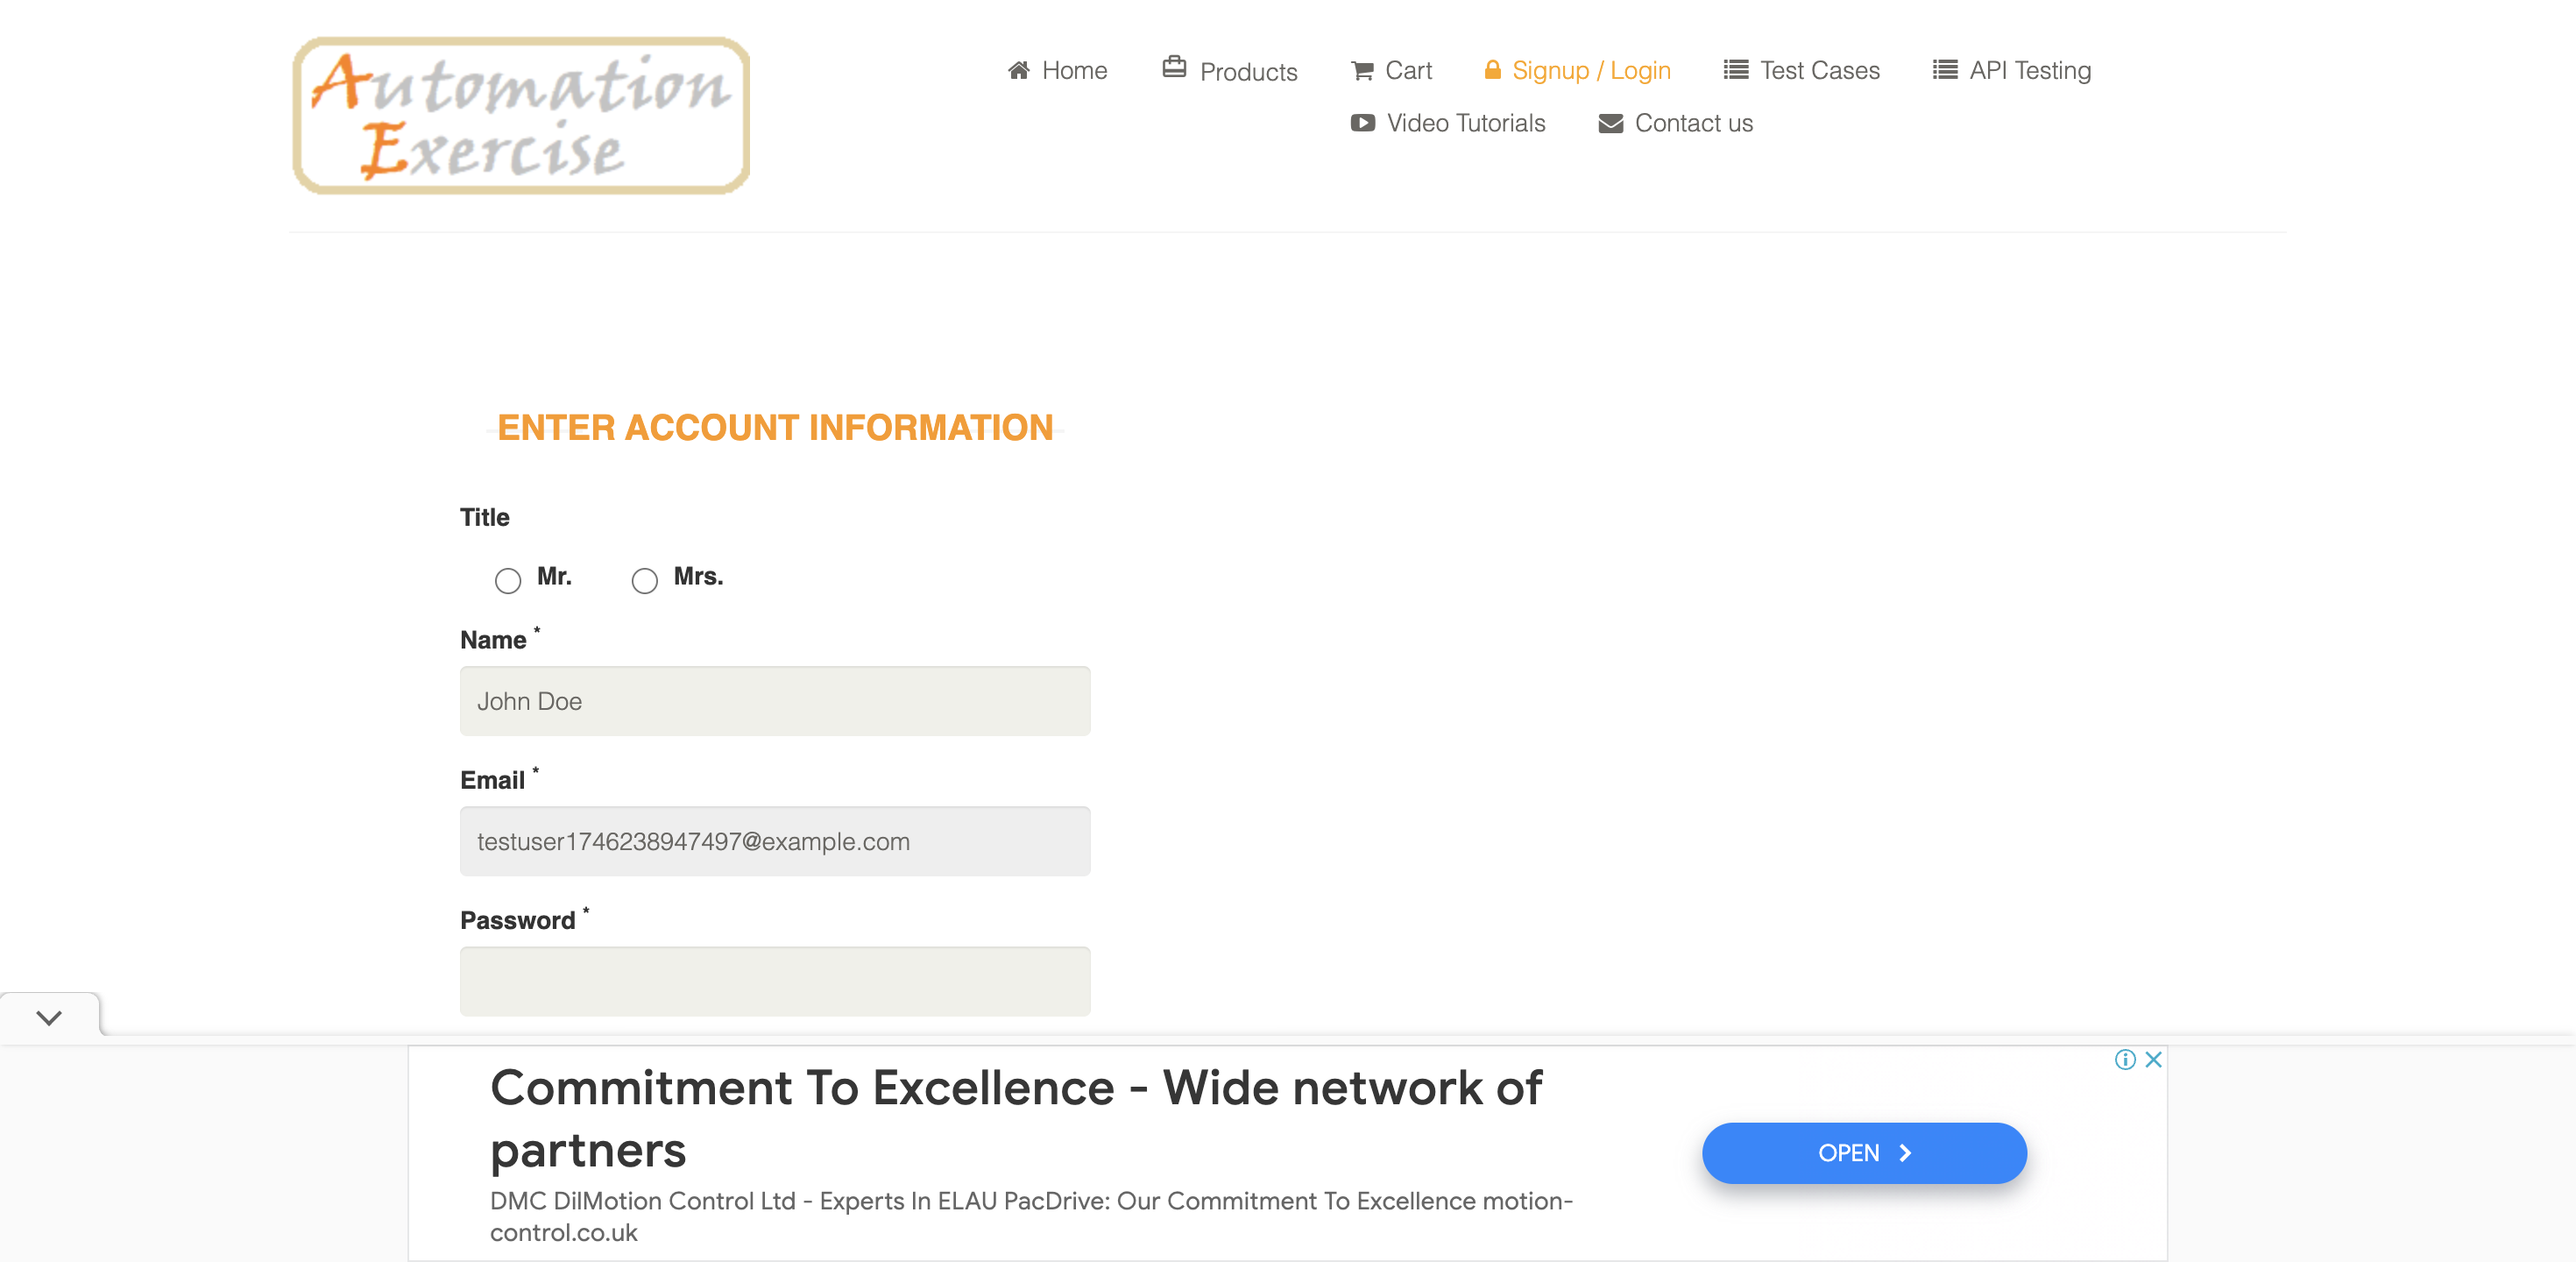 Automation
Exercise
Home
Products
Cart
Signup / Login
Test Cases
API Testing
Video Tutorials
Contact us
ENTER ACCOUNT INFORMATION
Title
Mr.
Mrs.
Name *
John Doe
Email *
testuser1746238947497@example.com
Password *
Commitment To Excellence - Wide network of
partners
DMC DilMotion Control Ltd - Experts In ELAU PacDrive: Our Commitment To Excellence motion-
control.co.uk
OPEN